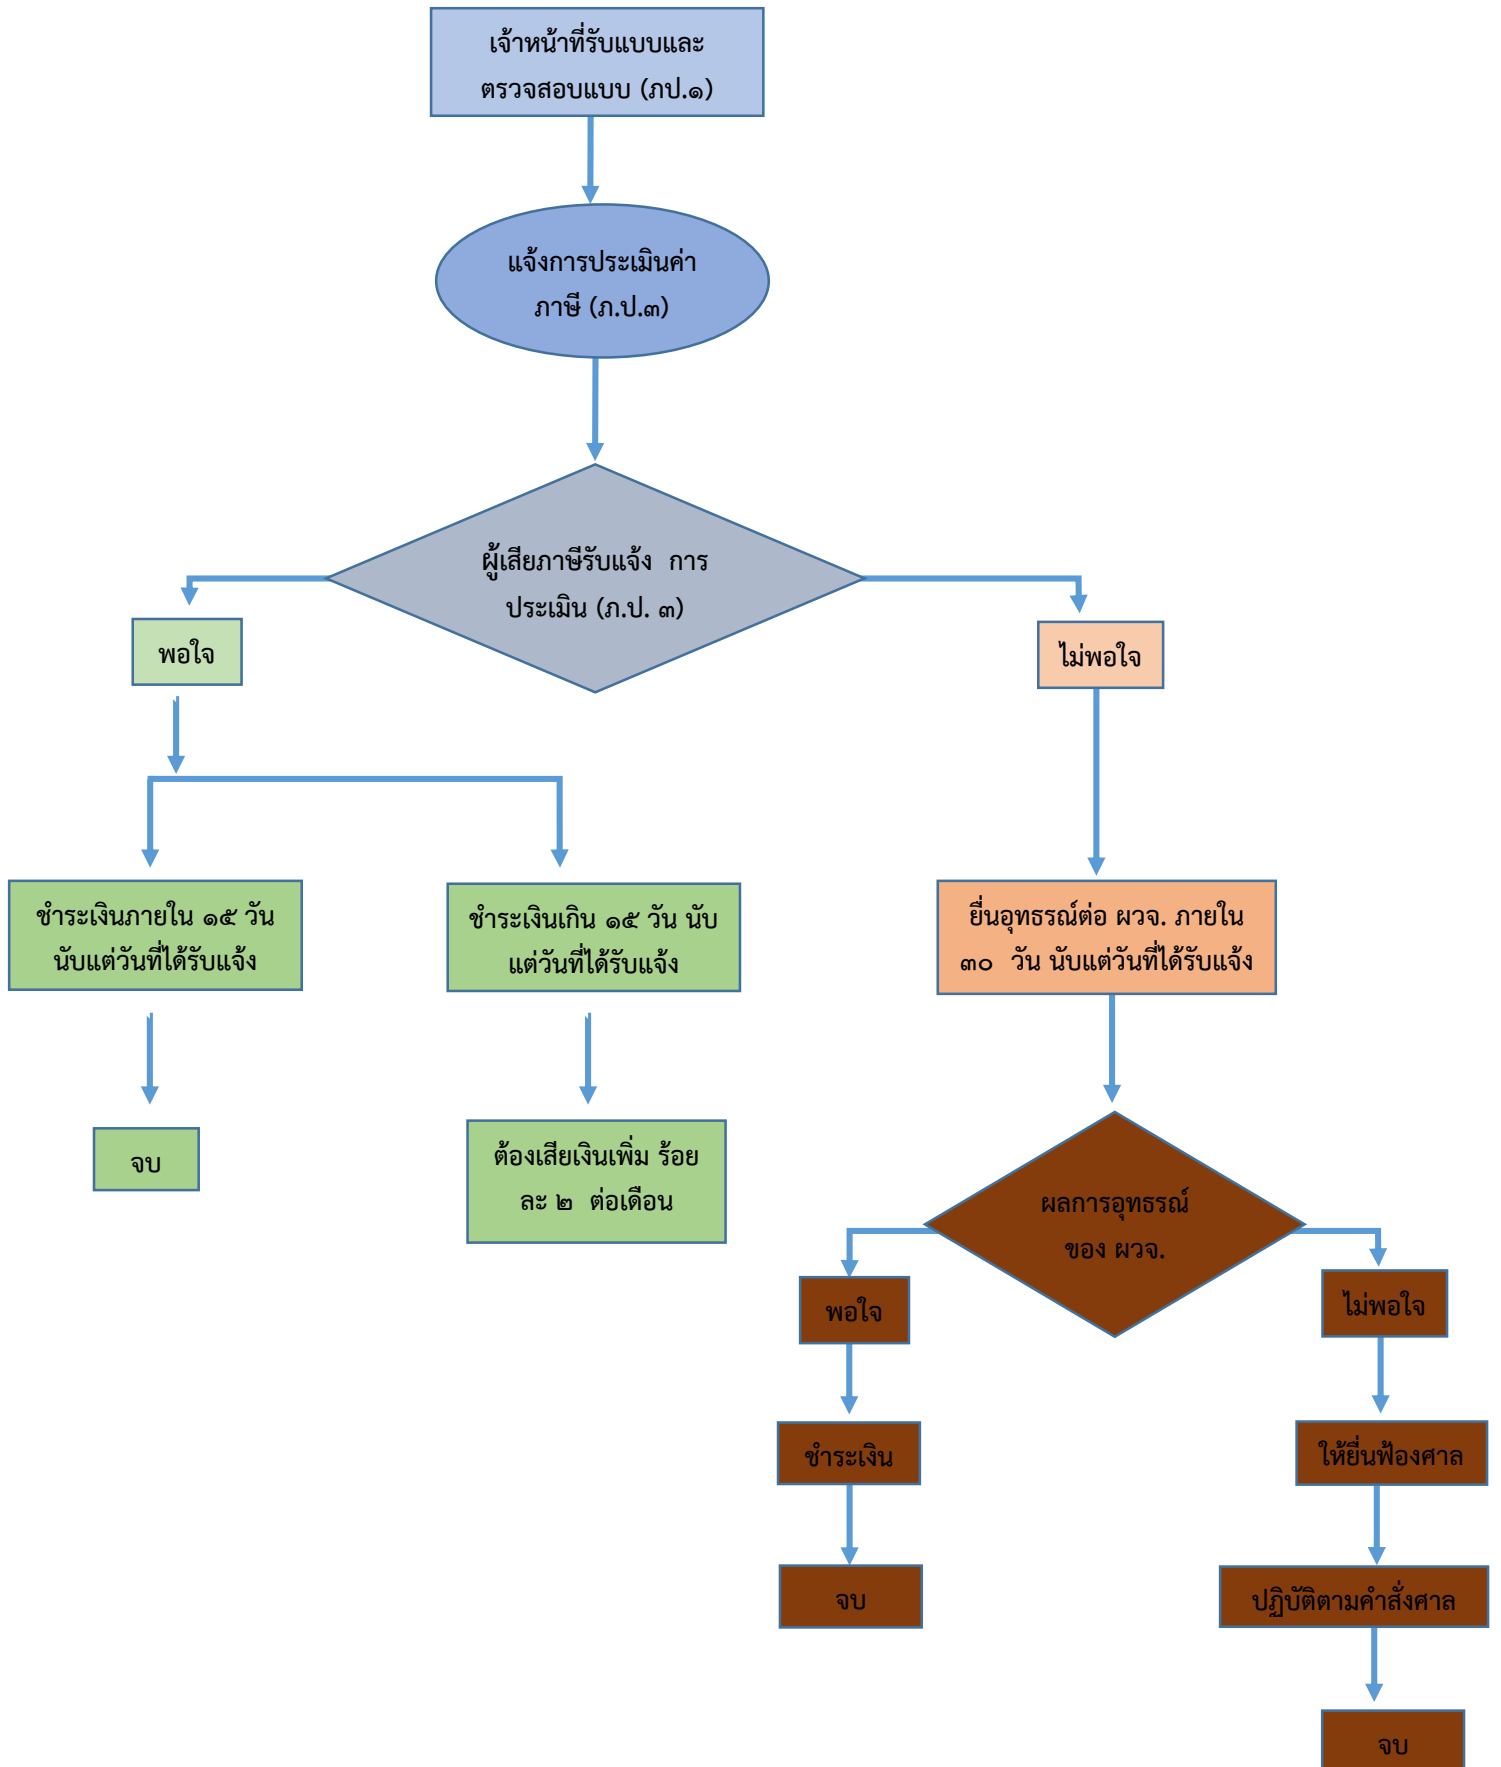 เจ้าหน้าที่รับแบบและ
ตรวจสอบแบบ (ภป.๑)
แจ้งการประเมินค่า
ภาษี (ภ.ป.๓)
ผู้เสียภาษีรับแจ้ง  การ
ประเมิน (ภ.ป. ๓)
พอใจ
ไม่พอใจ
ชำระเงินภายใน ๑๕ วัน
นับแต่วันที่ได้รับแจ้ง
ชำระเงินเกิน ๑๕ วัน นับ
แต่วันที่ได้รับแจ้ง
ยื่นอุทธรณ์ต่อ ผวจ. ภายใน
๓๐  วัน นับแต่วันที่ได้รับแจ้ง
จบ
ต้องเสียเงินเพิ่ม ร้อย
ละ ๒  ต่อเดือน
ผลการอุทธรณ์
ของ ผวจ.
พอใจ
ไม่พอใจ
ชำระเงิน
ให้ยื่นฟ้องศาล
จบ
ปฏิบัติตามคำสั่งศาล
จบ